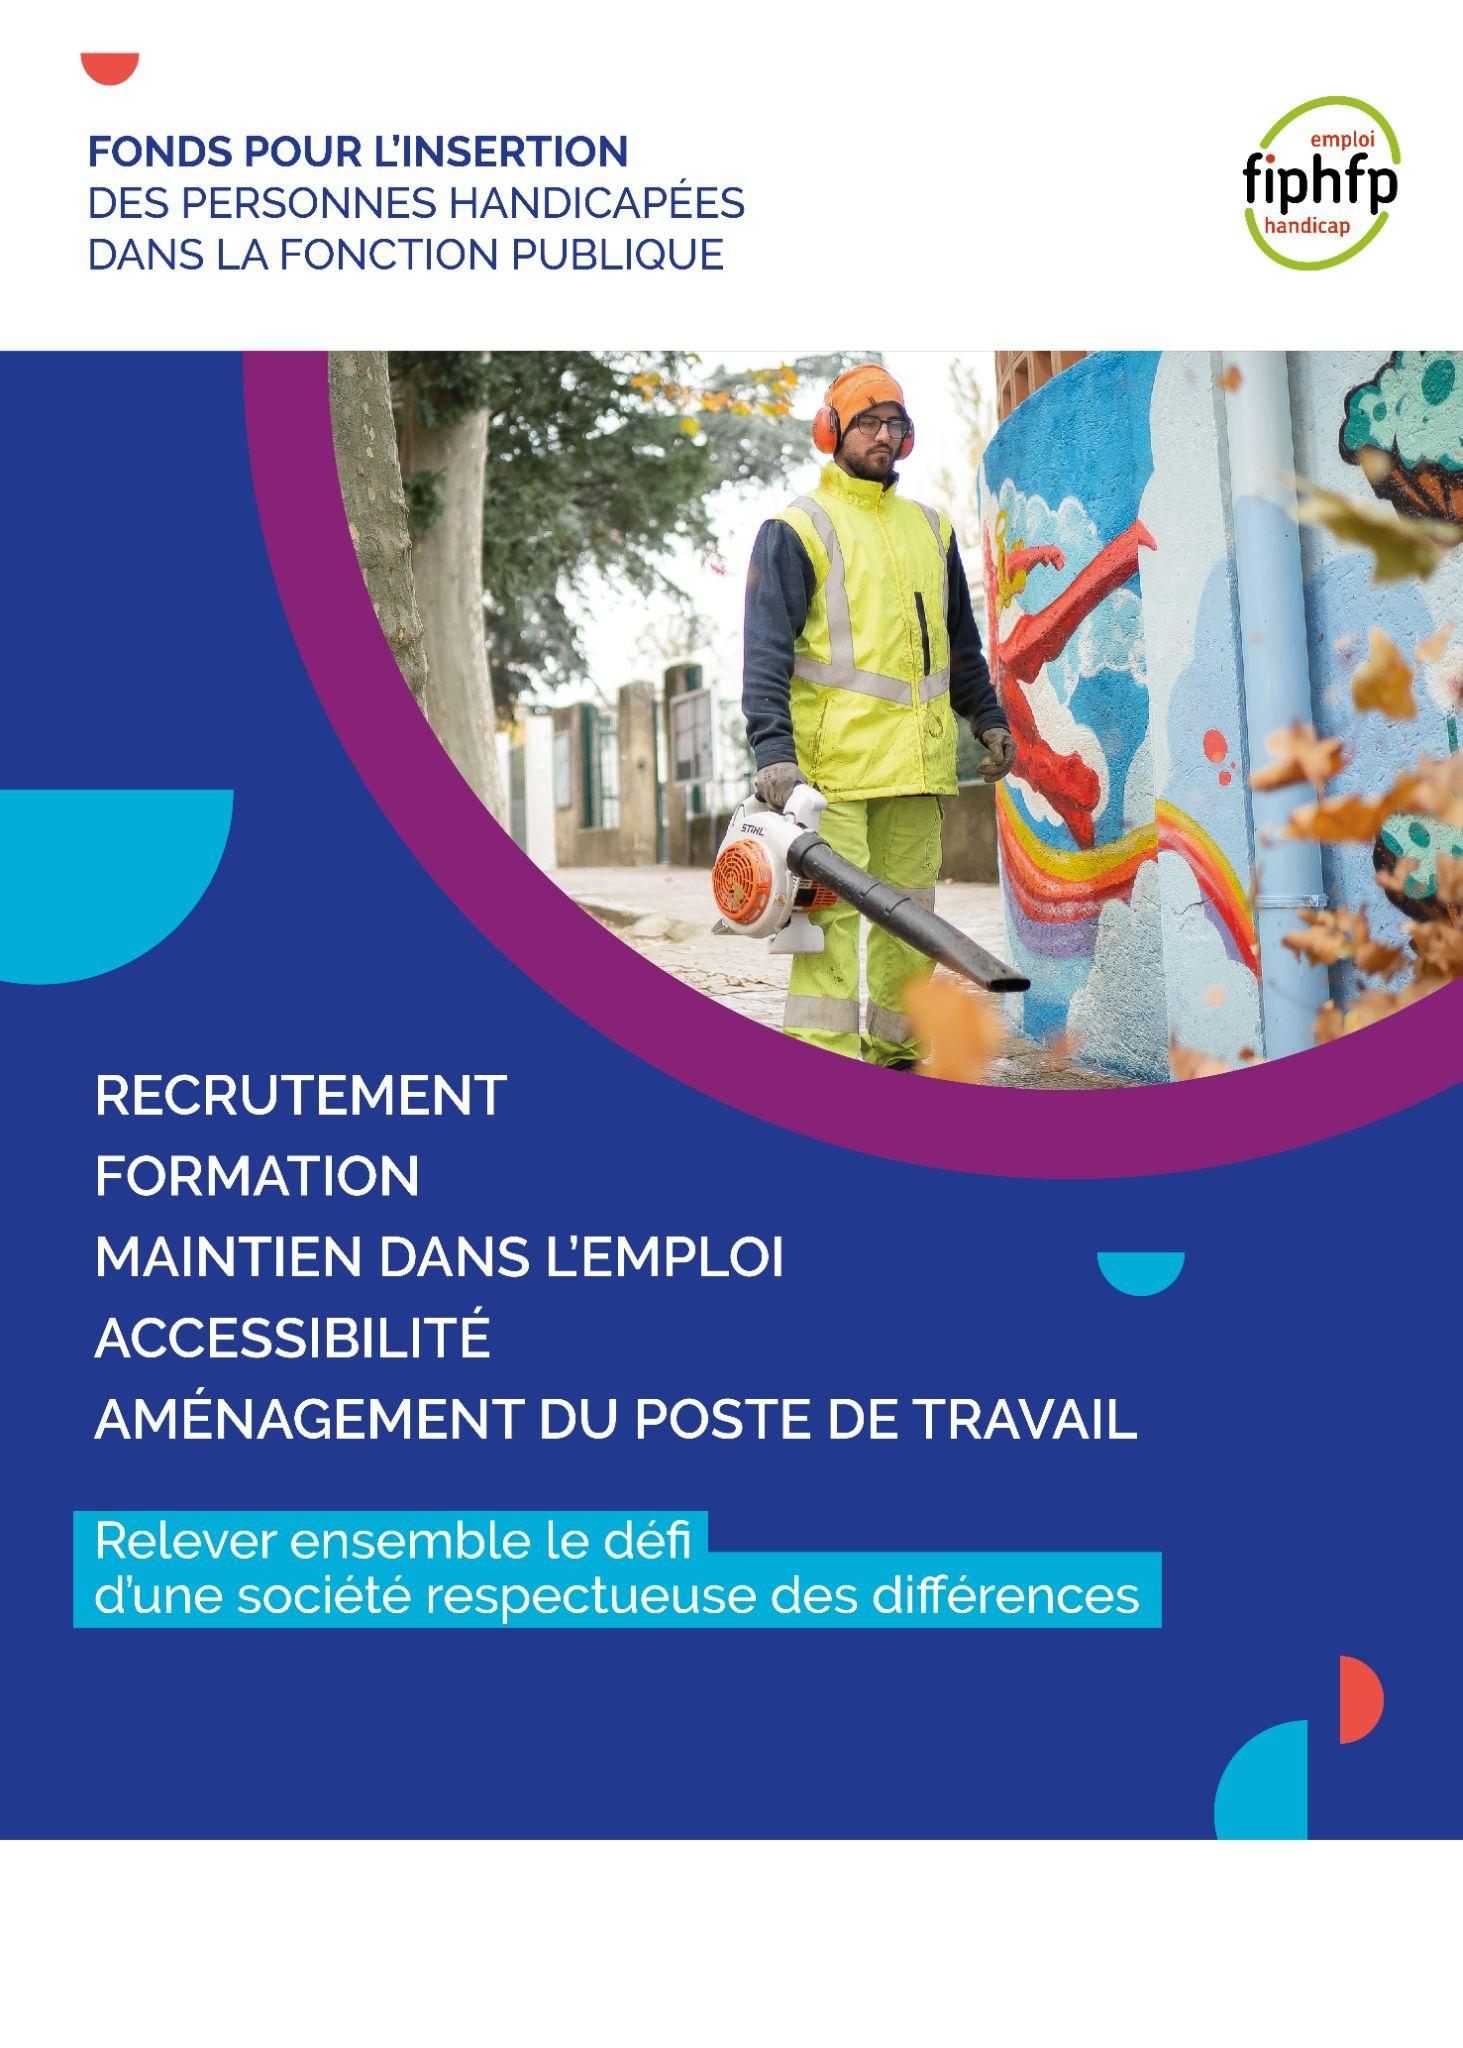 FONDS POUR L’INSERTION
DES PERSONNES HANDICAPÉES
DANS LA FONCTION PUBLIQUE
emploi
fiphfp
handicap
STIHL
RECRUTEMENT
FORMATION
MAINTIEN DANS L’EMPLOI
ACCESSIBILITÉ
AMÉNAGEMENT DU POSTE DE TRAVAIL
Relever ensemble le défi
d’une société respectueuse des différences